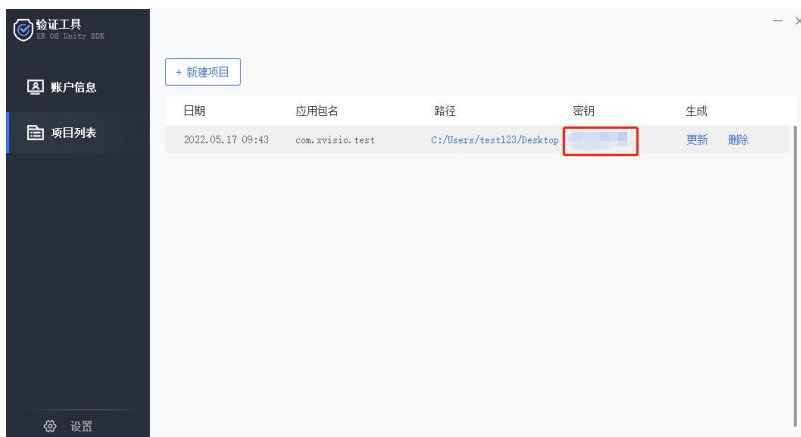 验证工具
XR OS Unity SDK
账户信息
项目列表
设置
+ 新建项目
日期 应用包名 路径 密钥 生成
2022.05.17 09:43 com.xvisio.test C:/Users/test123/Desktop 更新 删除